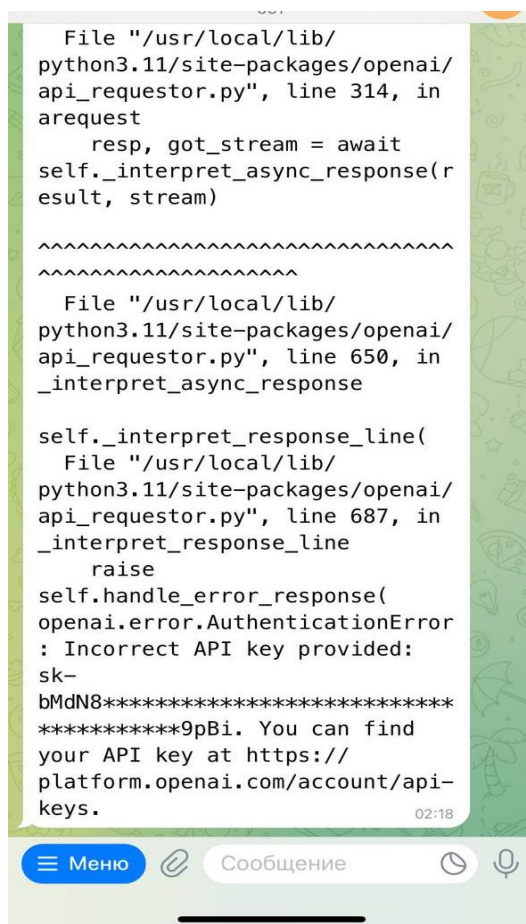 File "/usr/local/lib/
python3.11/site-packages/openai/
api_requestor.py", line 314, in
arequest
resp, got_stream = await
self._interpret_async_response(r
esult, stream)
^^^^^^^^^^^^^^^^^^^^^^^^^^^^^^^^
^^^^^^^^^^^^^^^^^^^^
File "/usr/local/lib/
python3.11/site-packages/openai/
api_requestor.py", line 650, in
_interpret_async_response
self._interpret_response_line(
File "/usr/local/lib/
python3.11/site-packages/openai/
api_requestor.py", line 687, in
_interpret_response_line
raise
self.handle_error_response(
openai.error.AuthenticationError
: Incorrect API key provided:
sk-
bMdN8***************************
***********9pBi. You can find
your API key at https://
platform.openai.com/account/api-
keys.
02:18
Меню
Сообщение